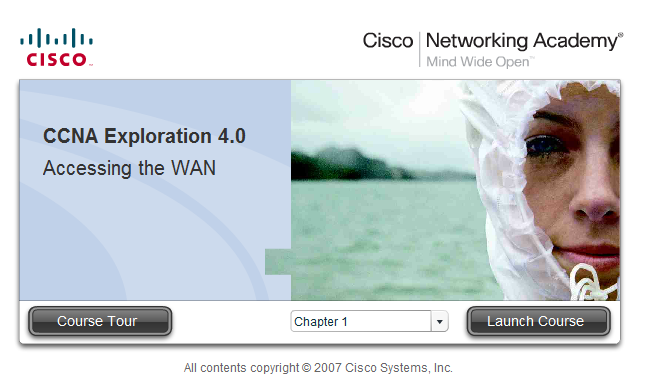 CISCO™
Cisco | Networking Academy®
Mind Wide Open™
CCNA Exploration 4.0
Accessing the WAN
Course Tour
Chapter 1
Launch Course
All contents copyright © 2007 Cisco Systems, Inc.